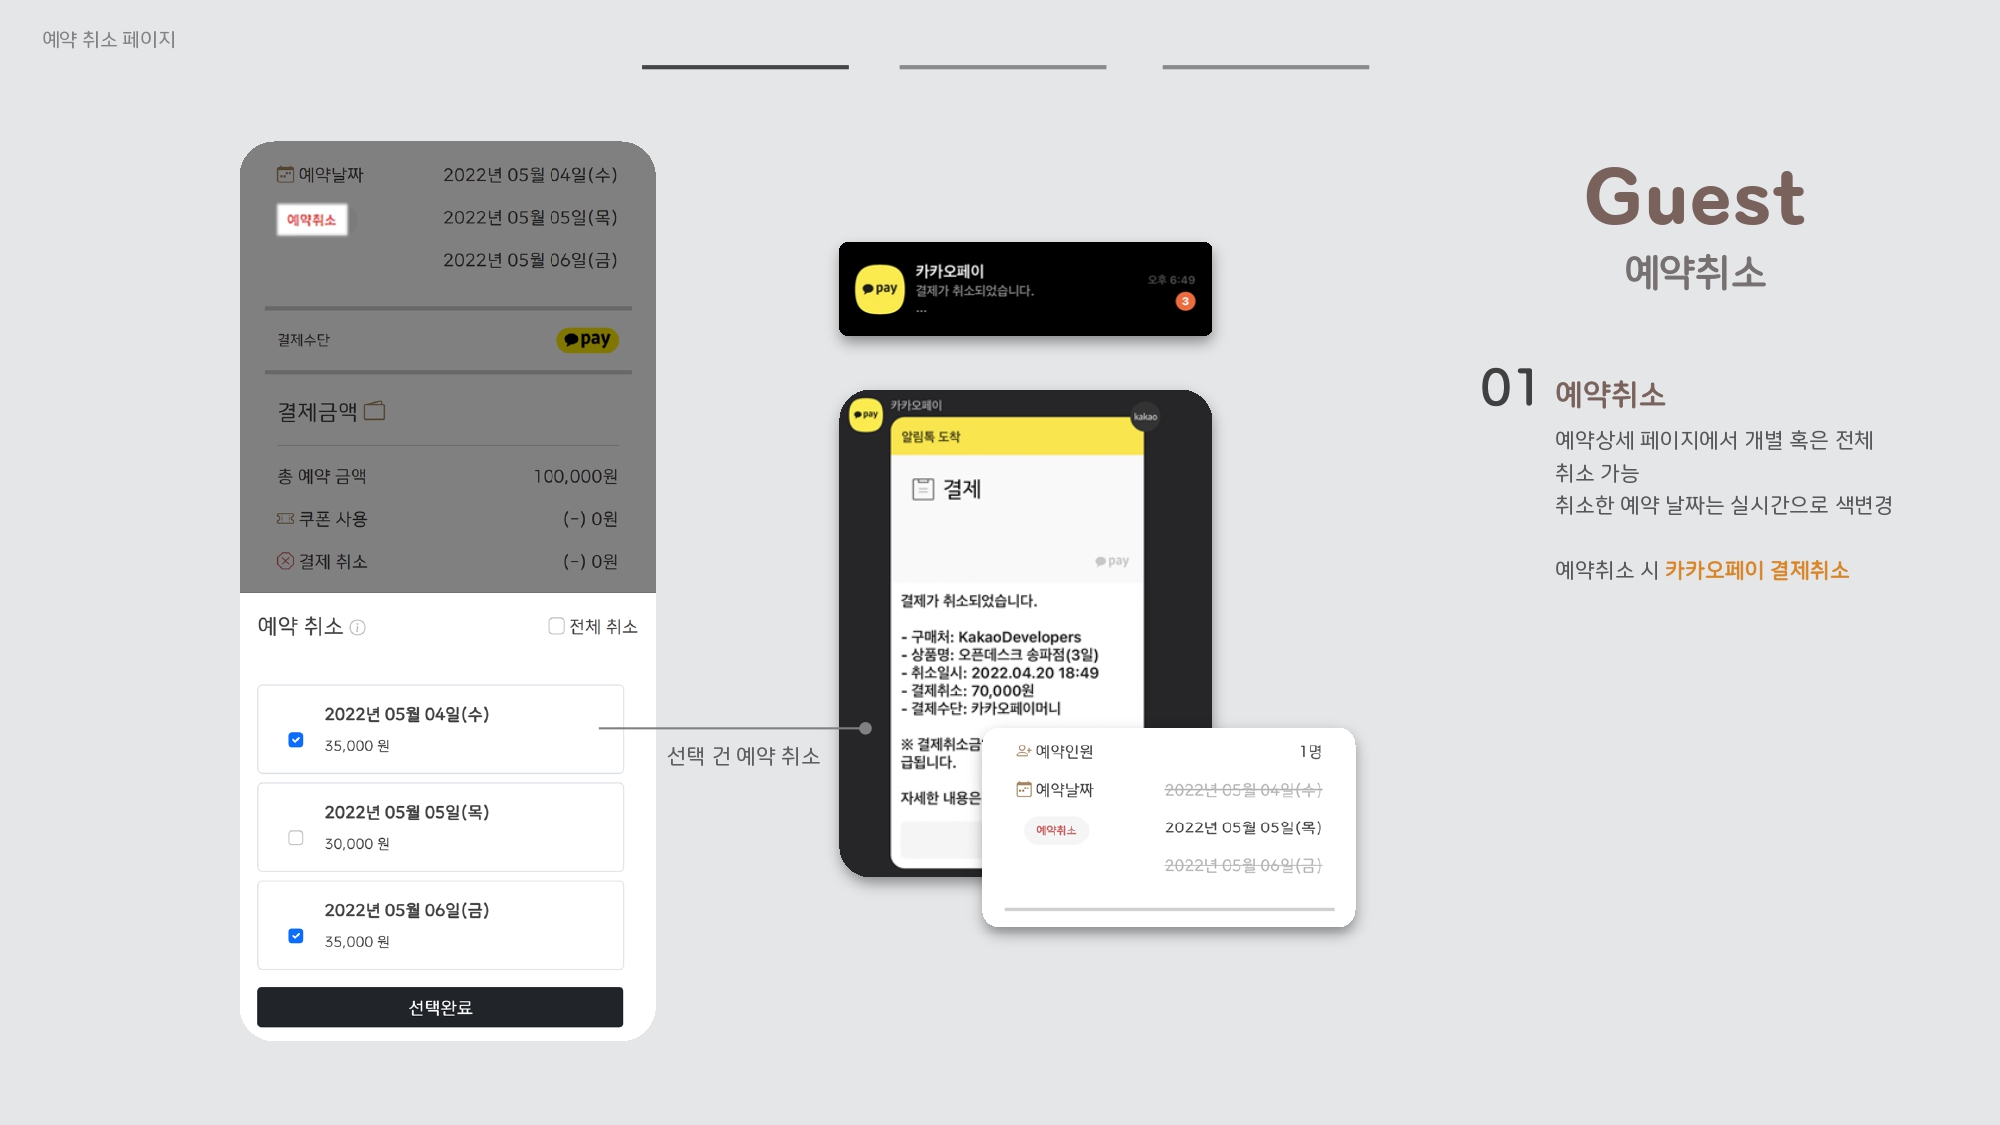 예약 취소 페이지
예약날짜
2022년 05월 04일(수)
예약취소
2022년 05월 05일(목)
2022년 05월 06일(금)
결제수단
pay
결제금액
총 예약 금액
100,000원
쿠폰 사용
(-) 0원
결제 취소
(-) 0원
예약 취소
전체 취소
2022년 05월 04일(수)
35,000 원
2022년 05월 05일(목)
30,000 원
2022년 05월 06일(금)
35,000 원
선택완료
선택 건 예약 취소
pay
카카오페이
오후 6:49
결제가 취소되었습니다.
3
...
pay
카카오페이
kakao
알림톡 도착
결제
pay
결제가 취소되었습니다.
- 구매처: KakaoDevelopers
- 상품명: 오픈데스크 송파점(3일)
- 취소일시: 2022.04.20 18:49
- 결제취소: 70,000원
- 결제수단: 카카오페이머니
※ 결제취소금
급됩니다.
자세한 내용은
예약인원
1명
예약날짜
2022년 05월 04일(수)
예약취소
2022년 05월 05일(목)
2022년 05월 06일(금)
Guest
예약취소
01 예약취소
예약상세 페이지에서 개별 혹은 전체
취소 가능
취소한 예약 날짜는 실시간으로 색변경
예약취소 시 카카오페이 결제취소